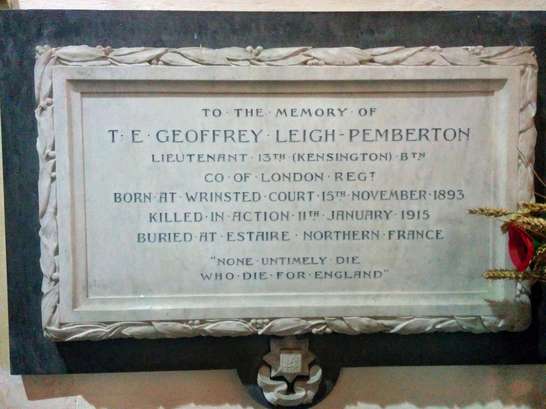 TO · THE · MEMORY · OF
T · E · GEOFFREY · LEIGH-PEMBERTON
LIEUTENANT · 13TH (KENSINGTON) BTN
CO · OF · LONDON · REGT
BORN · AT · WRINSTED · COURT · 15TH · NOVEMBER · 1893
KILLED · IN · ACTION · 11TH · JANUARY · 1915
BURIED · AT · ESTAIRE · NORTHERN · FRANCE
"NONE · UNTIMELY · DIE
WHO · DIE · FOR · ENGLAND"